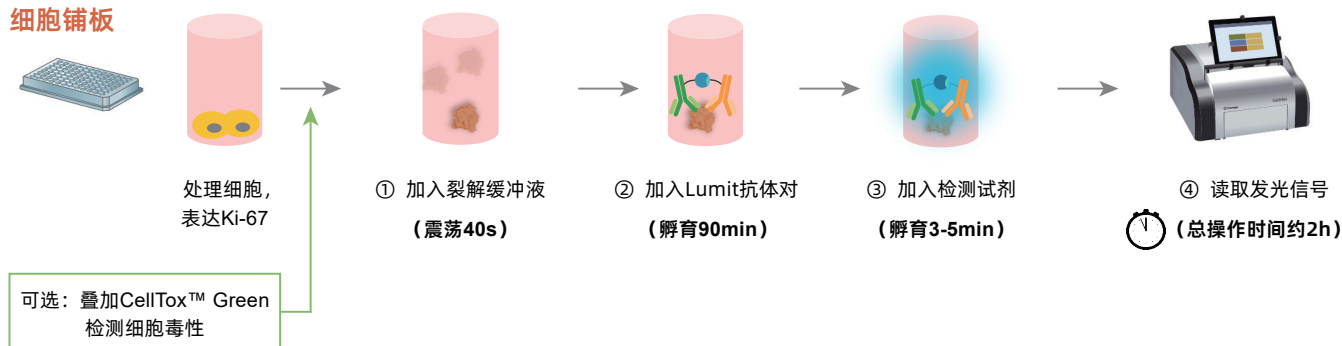 细胞铺板
处理细胞，
表达Ki-67
① 加入裂解缓冲液
（震荡40s）
② 加入Lumit抗体对
（孵育90min）
③ 加入检测试剂
（孵育3-5min）
④ 读取发光信号
（总操作时间约2h）
可选：叠加CellTox™ Green
检测细胞毒性